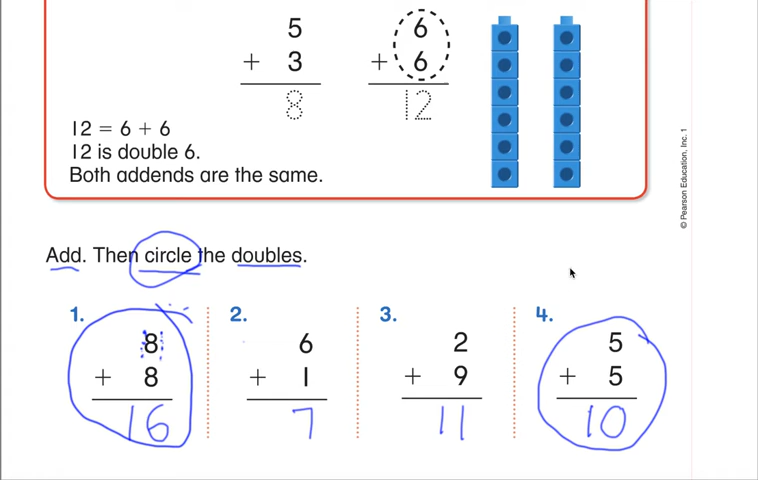 5 6
+ 3 + 6
8 12
12 = 6 + 6
12 is double 6.
Both addends are the same.
© Pearson Education, Inc. 1
Add. Then circle the doubles.
1. 2. 3. 4.
8 6 2 5
+ 8 + 1 + 9 + 5
16 7 11 10